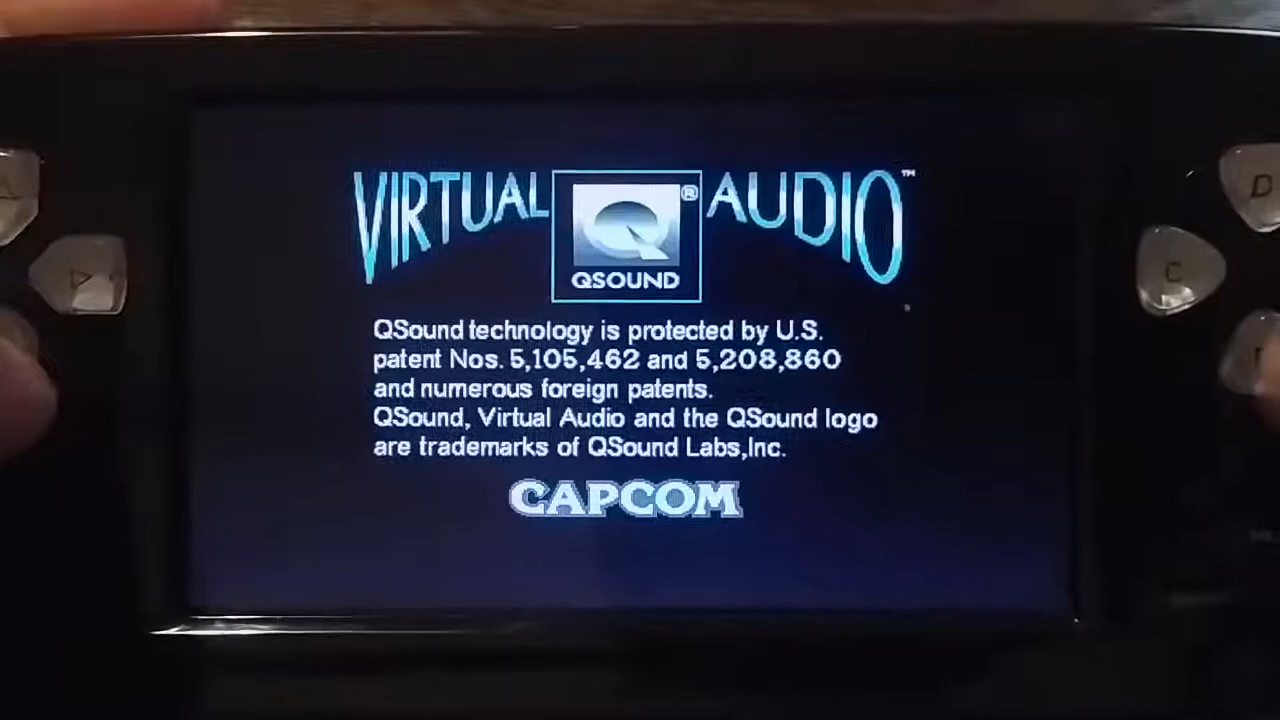 VIRTUAL QSOUND® AUDIO™
QSound technology is protected by U.S.
patent Nos. 5,105,462 and 5,208,860
and numerous foreign patents.
QSound, Virtual Audio and the QSound logo
are trademarks of QSound Labs,Inc.
CAPCOM
D
C